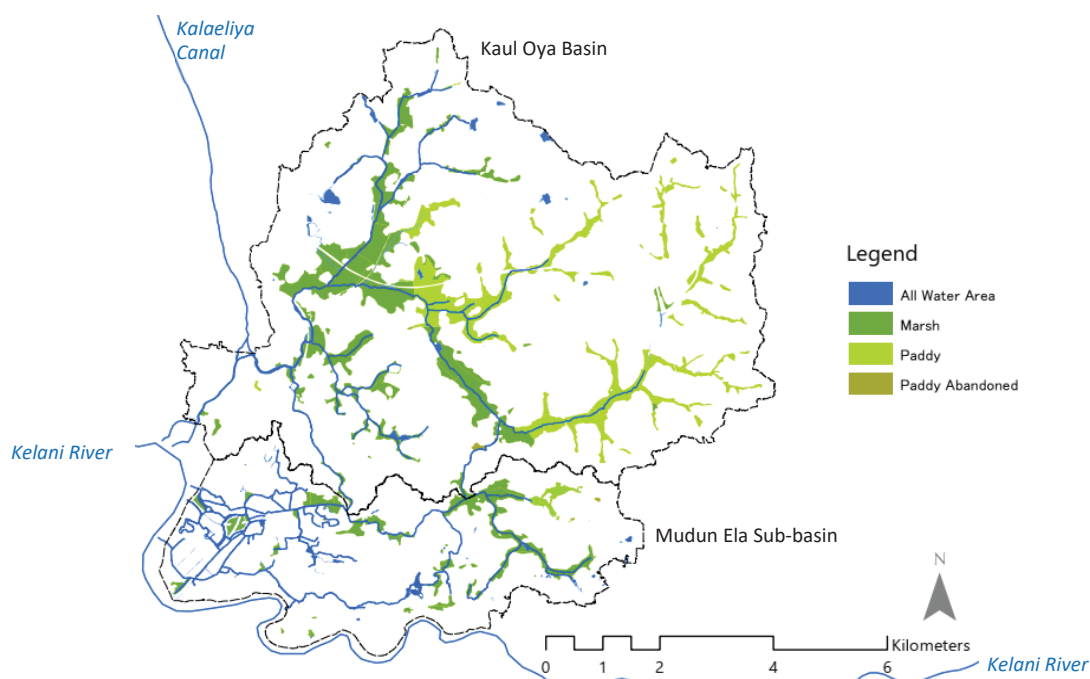 Kalaeliya
Canal
Kaul Oya Basin
Legend
All Water Area
Marsh
Paddy
Paddy Abandoned
Kelani River
Mudun Ela Sub-basin
N
Kilometers
0 1 2 4 6
Kelani River